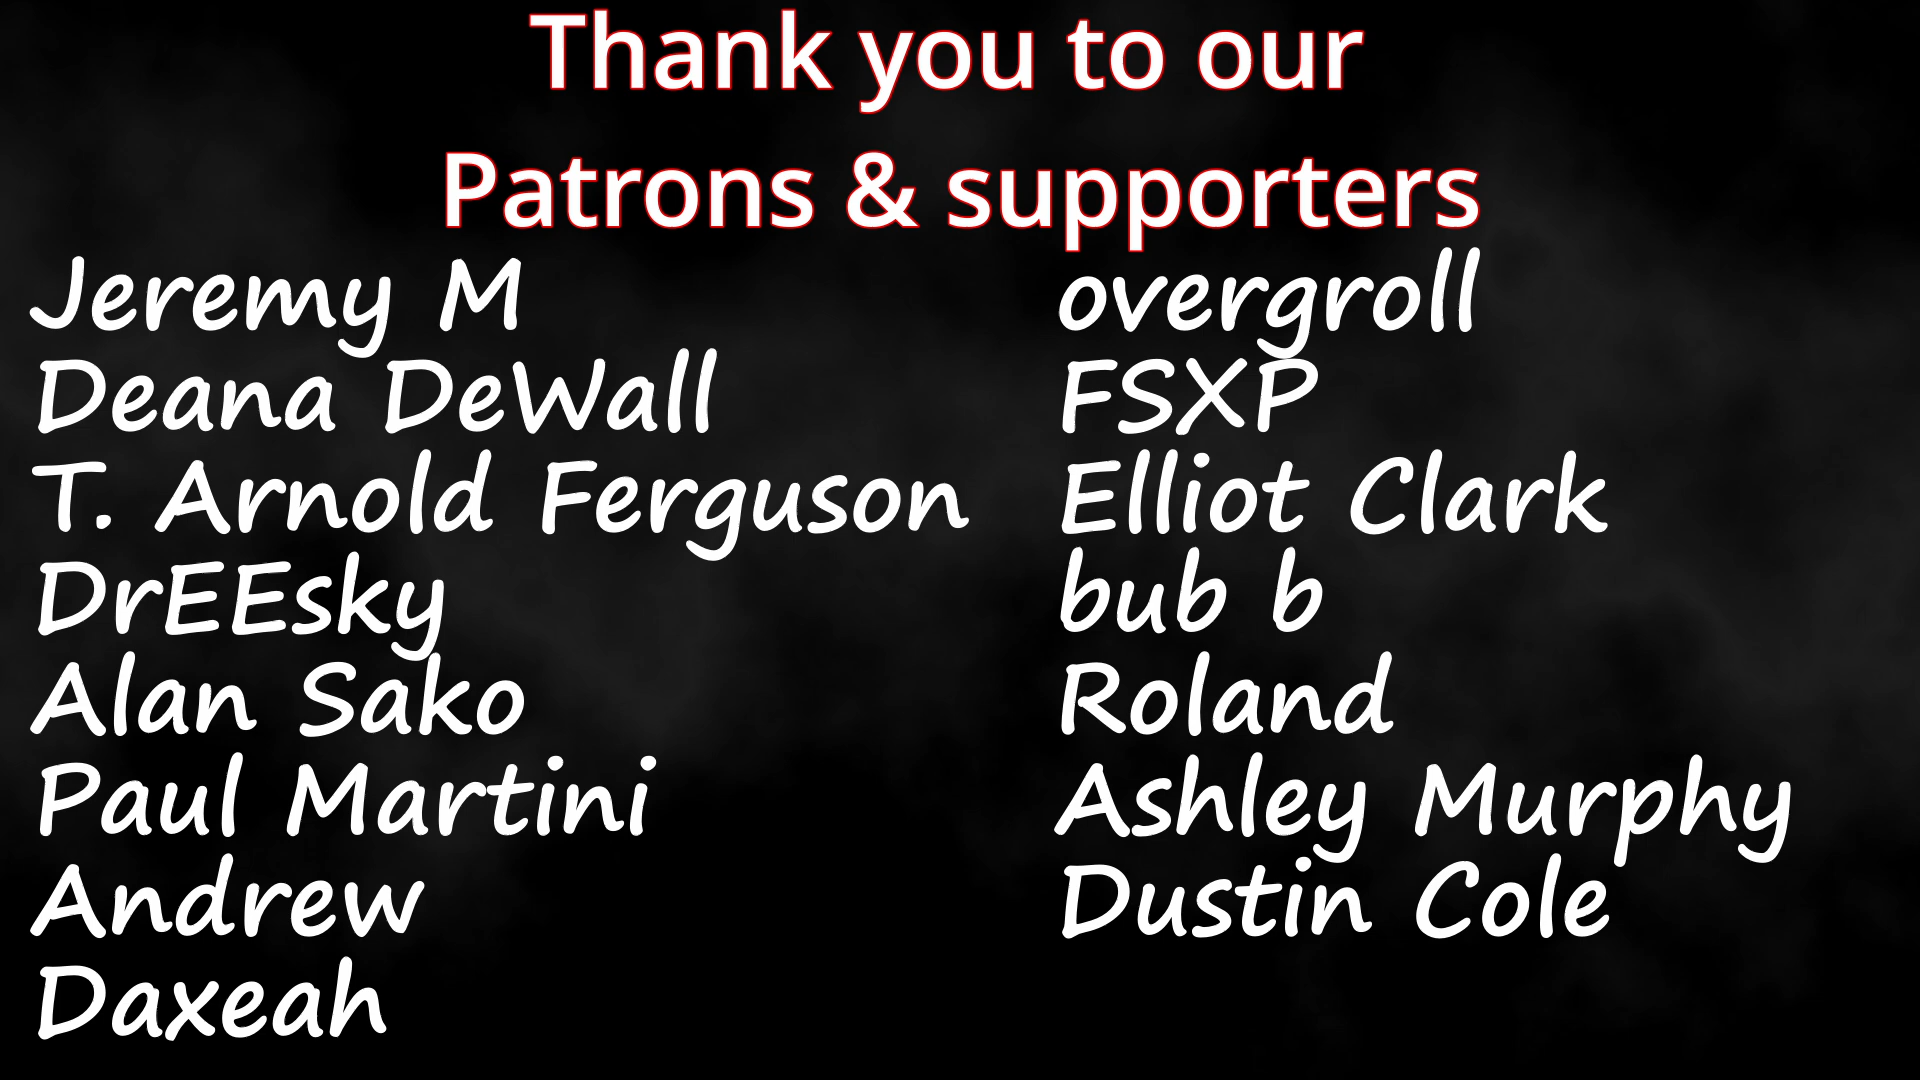 Thank you to our
Patrons & supporters
Jeremy M
Deana DeWall
T. Arnold Ferguson
DrEEsky
Alan Sako
Paul Martini
Andrew
Daxeah
overgroll
FSXP
Elliot Clark
bub b
Roland
Ashley Murphy
Dustin Cole